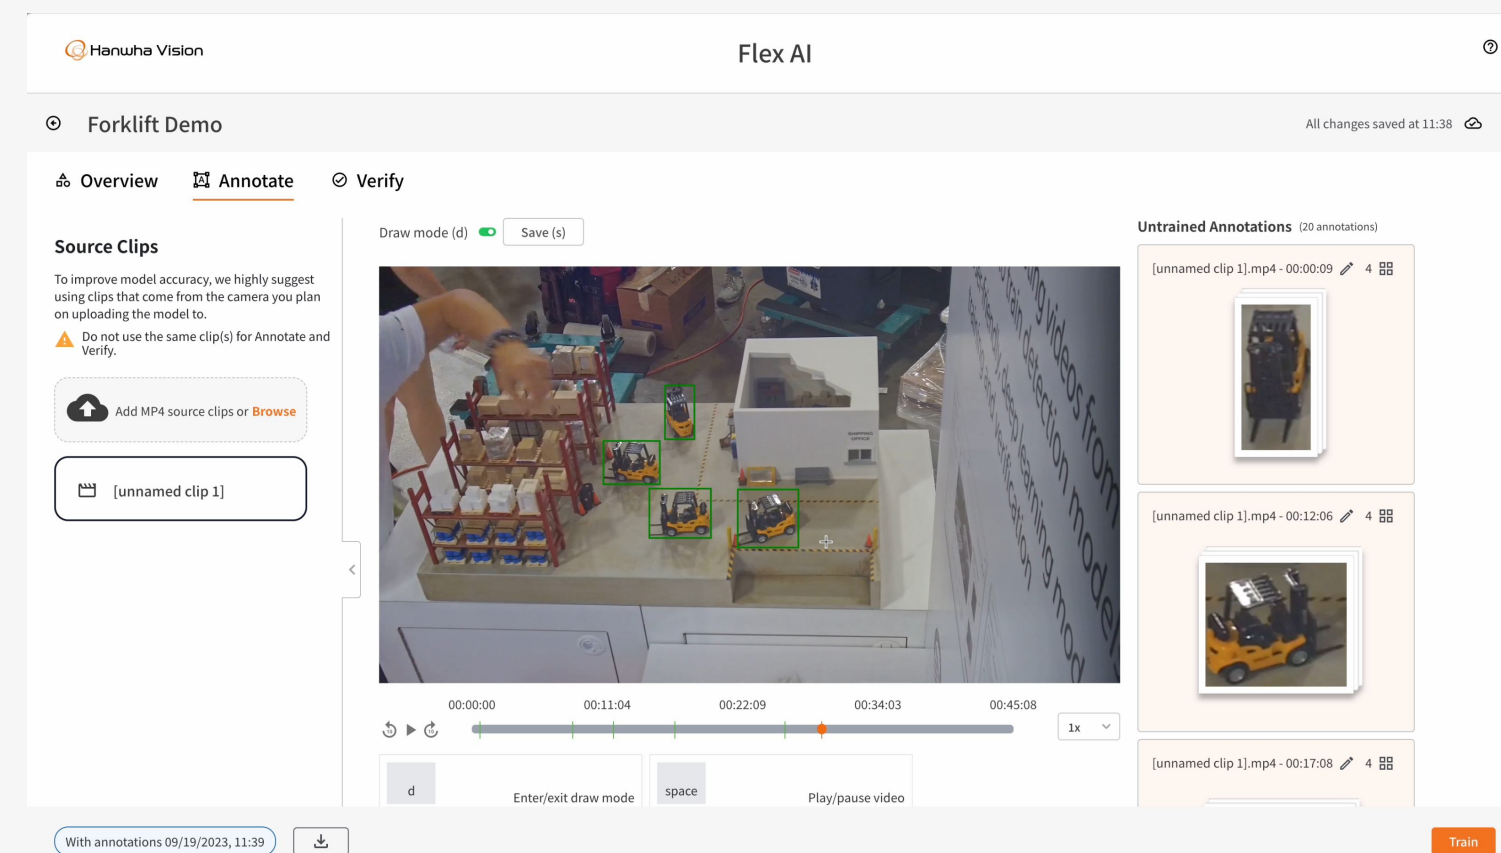 Hanwha Vision
Flex AI
Forklift Demo
All changes saved at 11:38
Overview
Annotate
Verify
Source Clips
To improve model accuracy, we highly suggest
using clips that come from the camera you plan
on uploading the model to.
Do not use the same clip(s) for Annotate and
Verify.
Add MP4 source clips or Browse
[unnamed clip 1]
Draw mode (d)
Save (s)
SHIPPING
OFFICE
00:00:00
00:11:04
00:22:09
00:34:03
00:45:08
10
10
1x
d
Enter/exit draw mode
space
Play/pause video
Untrained Annotations (20 annotations)
[unnamed clip 1].mp4 - 00:00:09
4
[unnamed clip 1].mp4 - 00:12:06
4
[unnamed clip 1].mp4 - 00:17:08
4
With annotations 09/19/2023, 11:39
Train